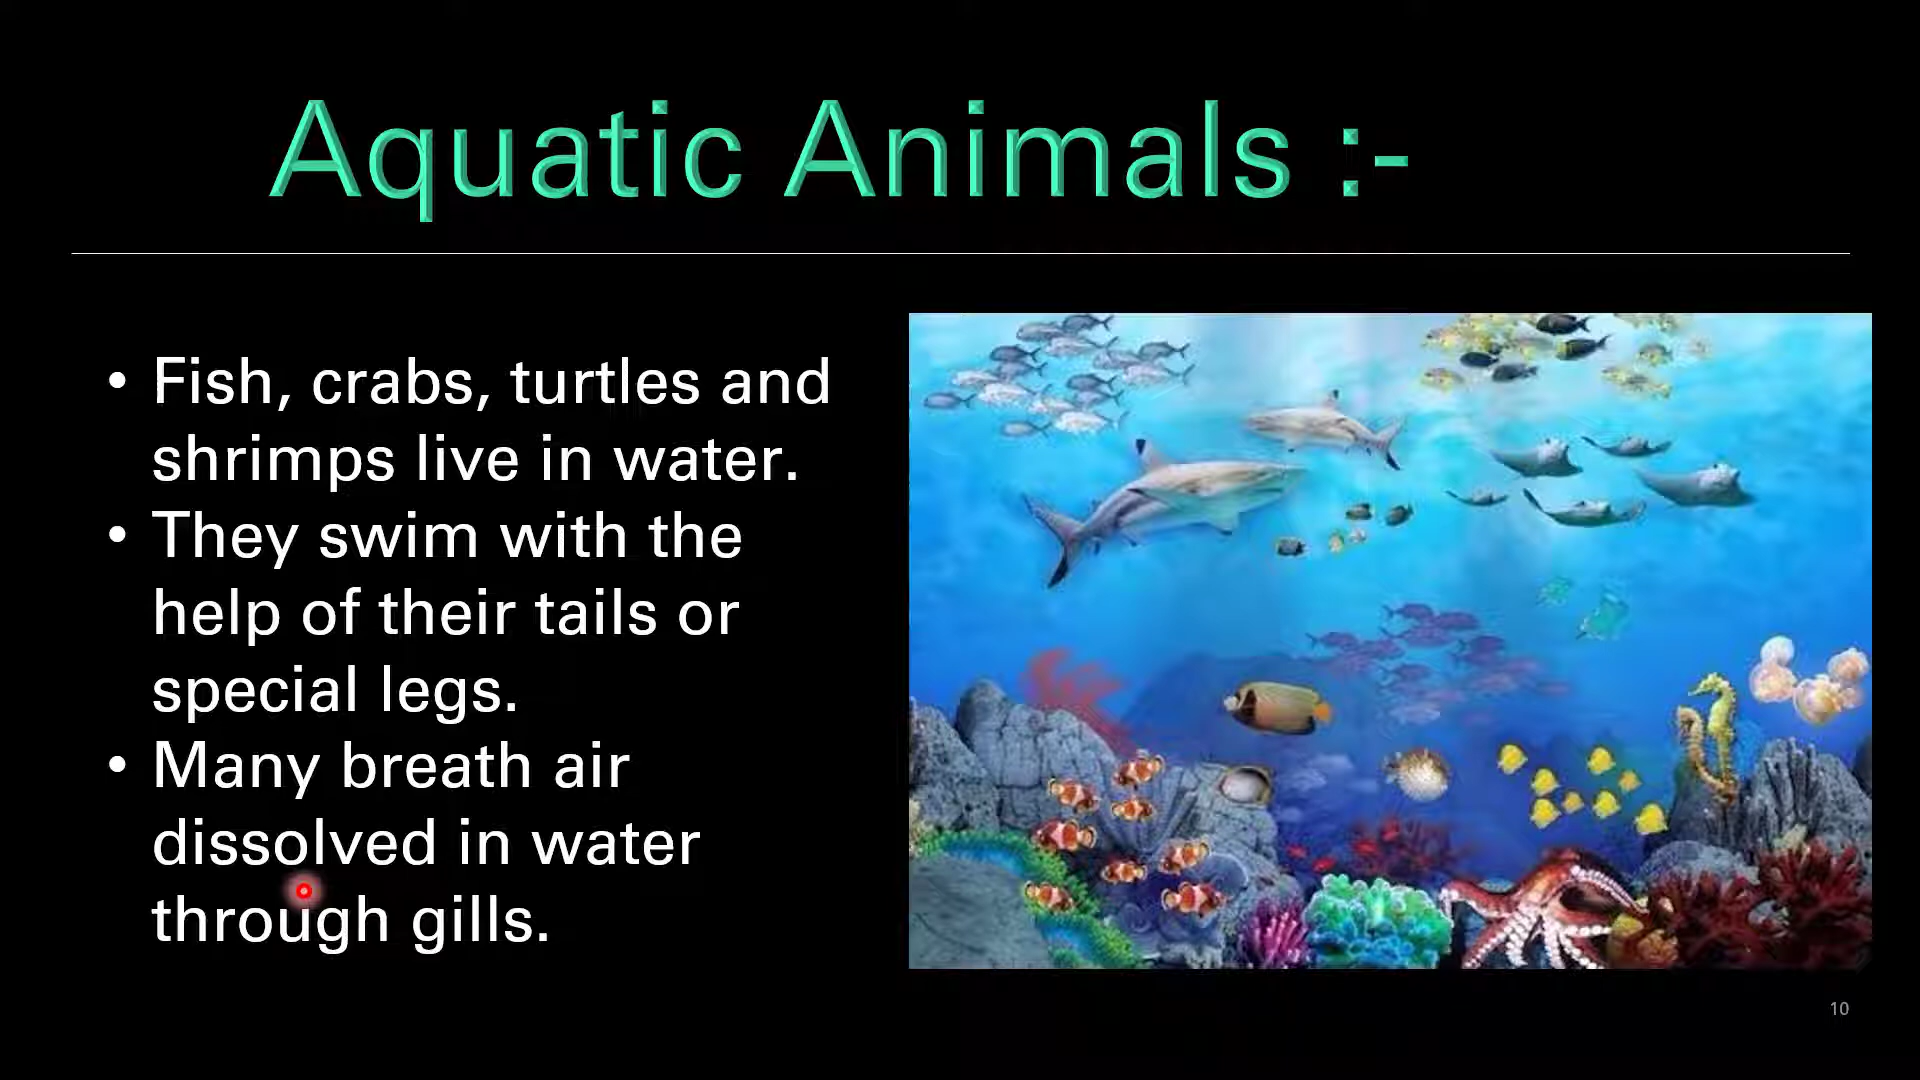 Aquatic Animals :-
• Fish, crabs, turtles and
shrimps live in water.
• They swim with the
help of their tails or
special legs.
• Many breath air
dissolved in water
through gills.
10